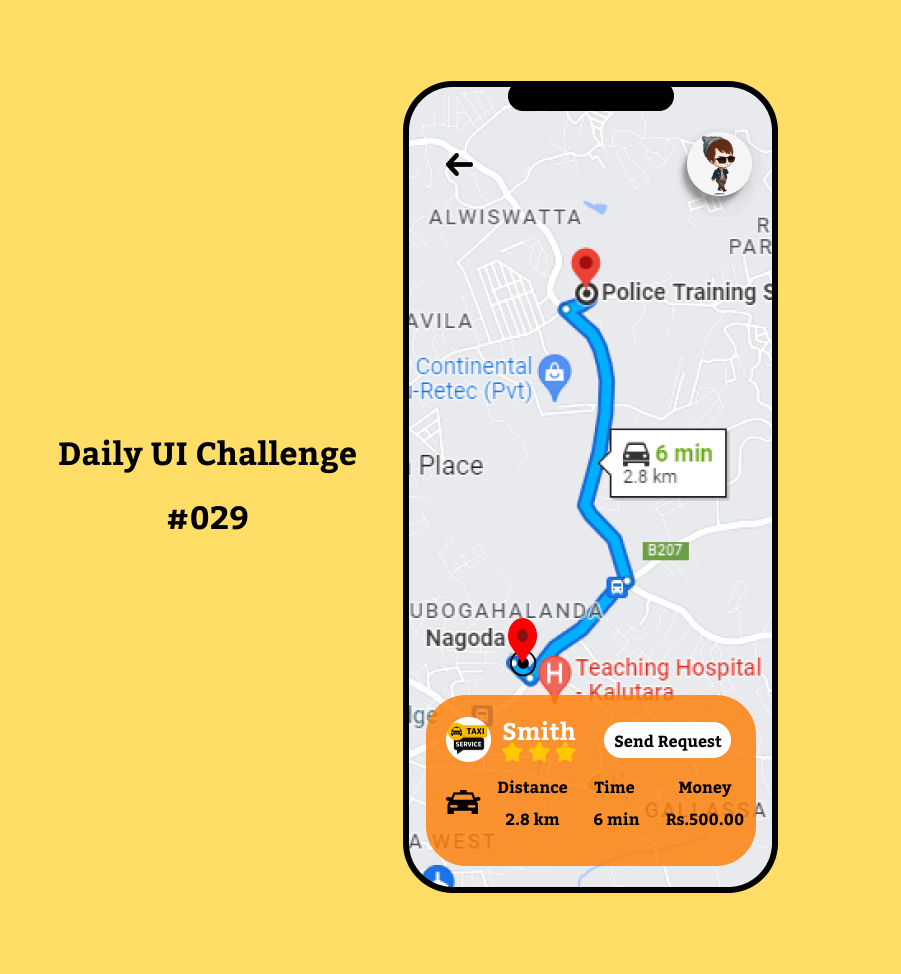 Daily UI Challenge
#029
ALWISWATTA
R
PAR
Police Training S
AVILA
Continental
-Retec (Pvt)
6 min
2.8 km
Place
B207
UBOGAHALANDA
Nagoda
H
Teaching Hospital
- Kalutara
dge
TAXI
SERVICE
Smith
Send Request
Distance
Time
Money
GALLASSA
2.8 km
6 min
Rs.500.00
A WEST